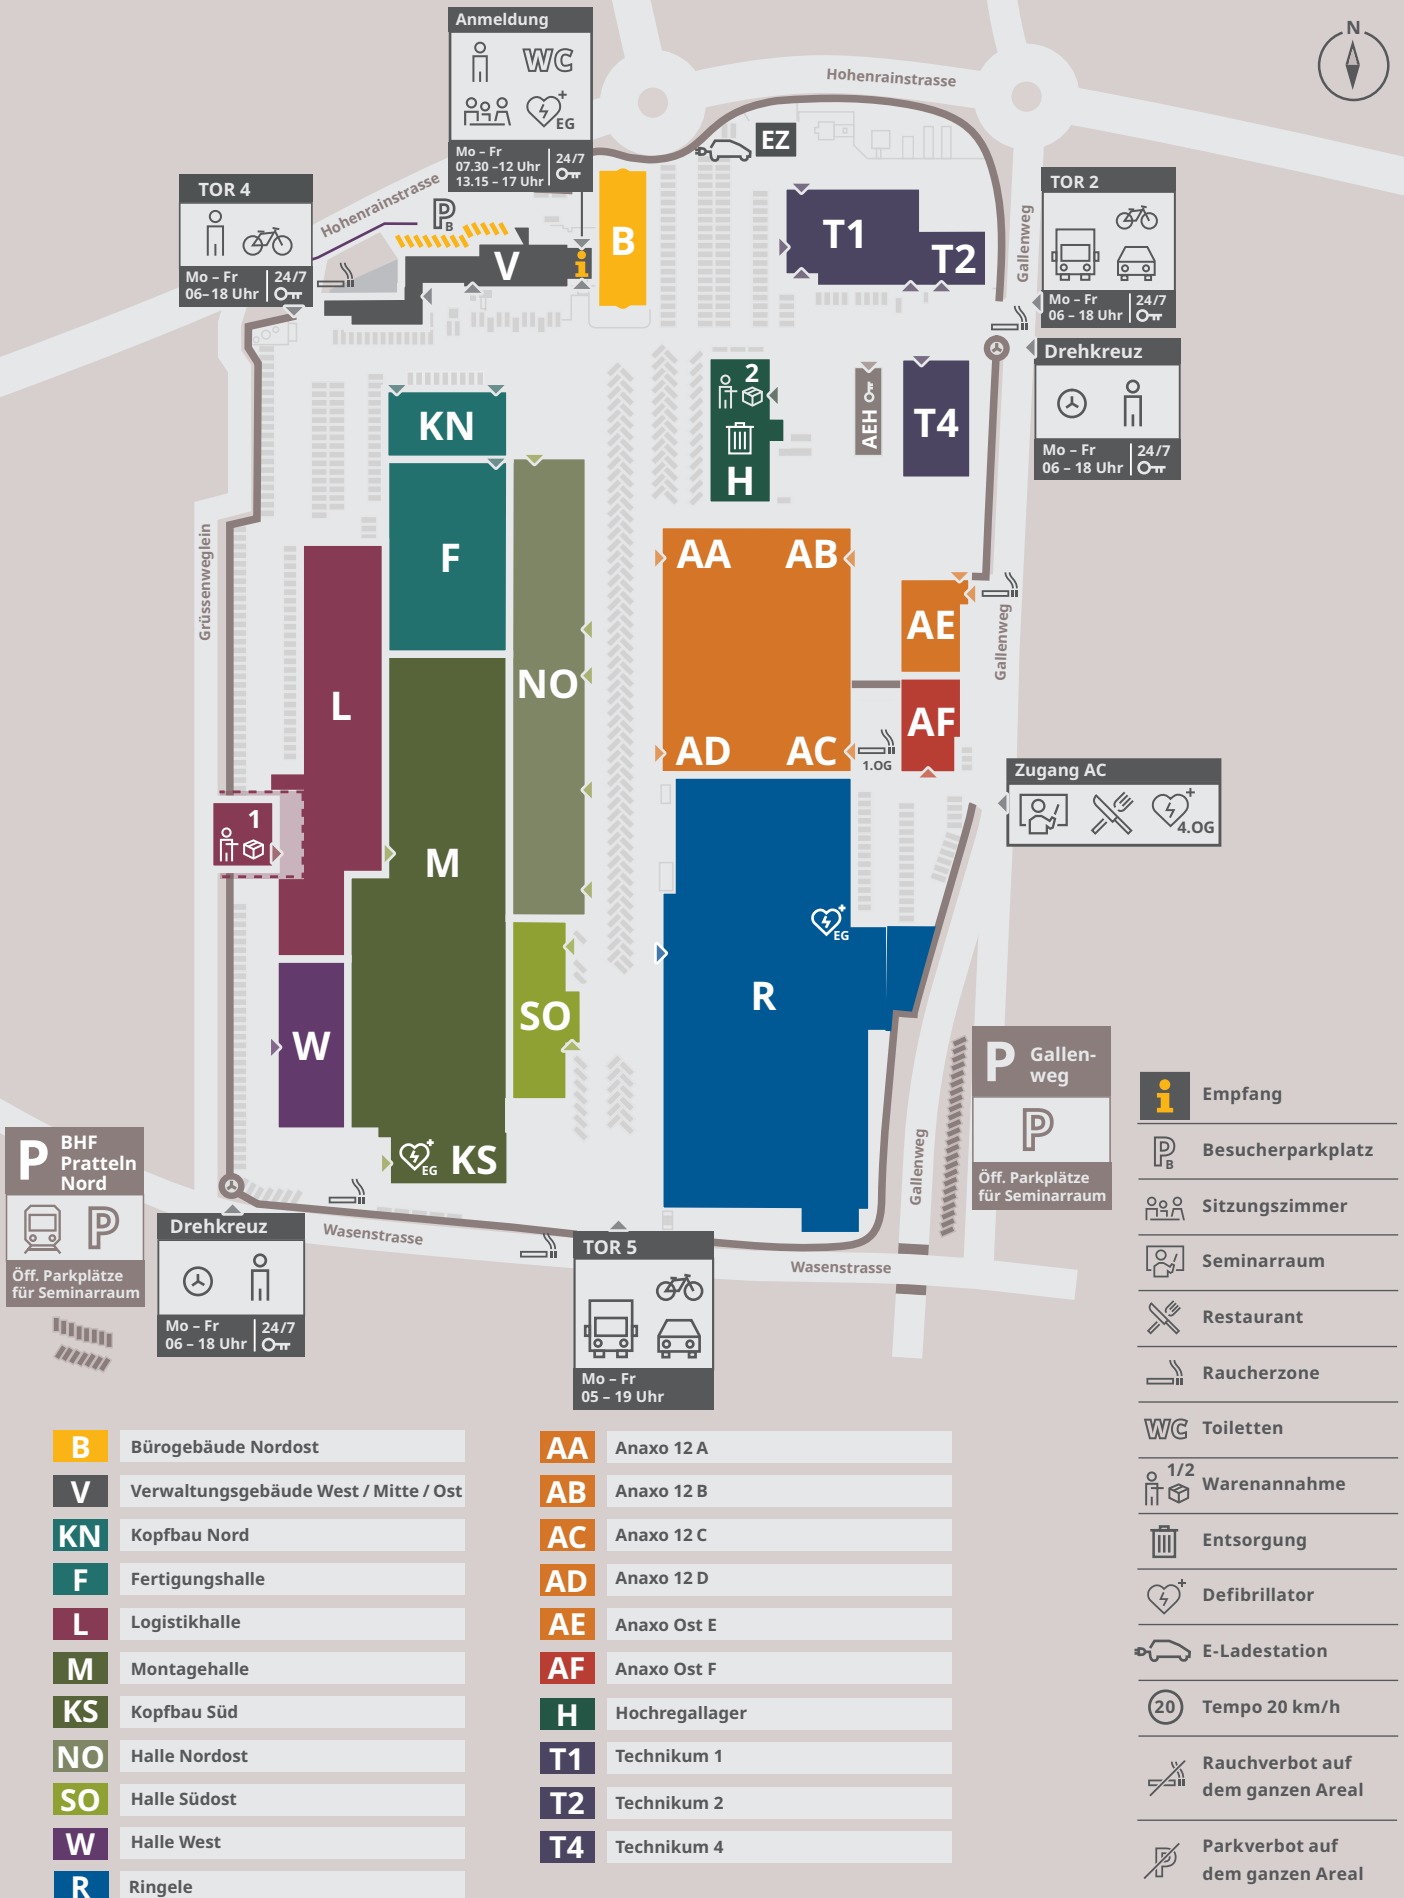 Anmeldung
WC
EG
Mo – Fr
07.30 –12 Uhr
13.15 – 17 Uhr
24/7
N
Hohenrainstrasse
EZ
TOR 4
Mo – Fr
06–18 Uhr
24/7
Hohenrainstrasse
PB
V
i
B
T1
T2
Gallenweg
TOR 2
Mo – Fr
06 – 18 Uhr
24/7
Drehkreuz
Mo – Fr
06 – 18 Uhr
24/7
KN
F
2
H
AEH
T4
Grüssenweglein
L
NO
AA
AB
AD
AC
AE
AF
Gallenweg
1.OG
Zugang AC
4.OG
1
M
W
SO
EG
R
EG
KS
P
BHF
Pratteln
Nord
P
Öff. Parkplätze
für Seminarraum
P
Gallen-
weg
P
Öff. Parkplätze
für Seminarraum
Gallenweg
Wasenstrasse
Wasenstrasse
Drehkreuz
Mo – Fr
06 – 18 Uhr
24/7
TOR 5
Mo – Fr
05 – 19 Uhr
i Empfang
PB Besucherparkplatz
Sitzungszimmer
Seminarraum
Restaurant
Raucherzone
WC Toiletten
1/2 Warenannahme
Entsorgung
Defibrillator
E-Ladestation
20 Tempo 20 km/h
Rauchverbot auf
dem ganzen Areal
P Parkverbot auf
dem ganzen Areal
B Bürogebäude Nordost
V Verwaltungsgebäude West / Mitte / Ost
KN Kopfbau Nord
F Fertigungshalle
L Logistikhalle
M Montagehalle
KS Kopfbau Süd
NO Halle Nordost
SO Halle Südost
W Halle West
R Ringele
AA Anaxo 12 A
AB Anaxo 12 B
AC Anaxo 12 C
AD Anaxo 12 D
AE Anaxo Ost E
AF Anaxo Ost F
H Hochregallager
T1 Technikum 1
T2 Technikum 2
T4 Technikum 4